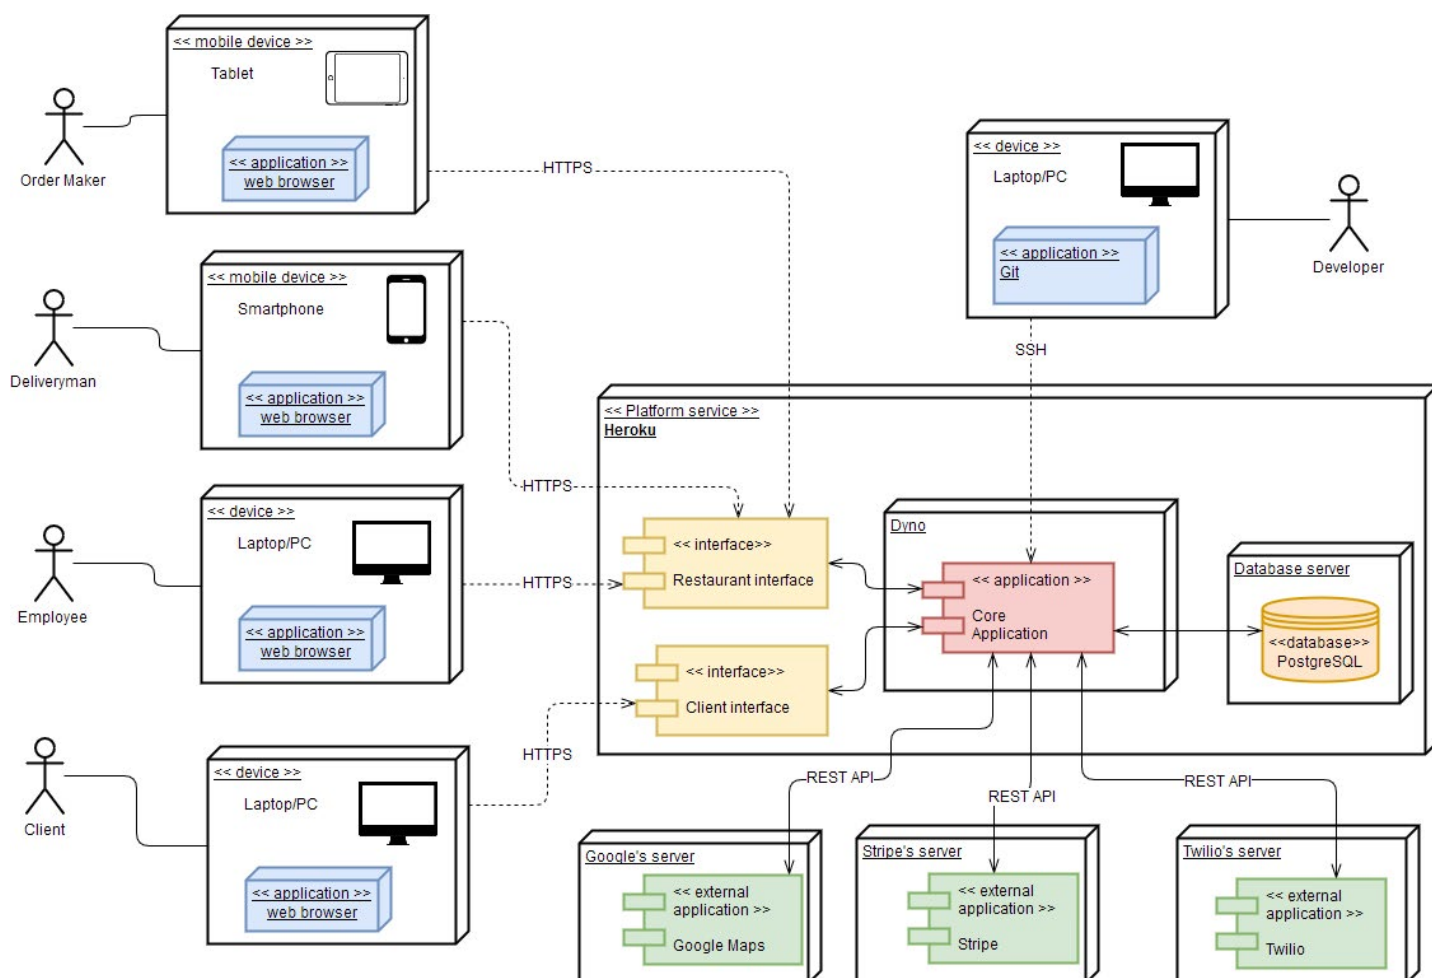 << mobile device >>
Tablet
<< application >>
web browser
Order Maker
HTTPS
<< device >>
Laptop/PC
<< application >>
Git
Developer
SSH
<< mobile device >>
Smartphone
<< application >>
web browser
Deliveryman
HTTPS
<< device >>
Laptop/PC
<< application >>
web browser
Employee
HTTPS
<< device >>
Laptop/PC
<< application >>
web browser
Client
HTTPS
<< Platform service >>
Heroku
<< interface>>
Restaurant interface
<< interface>>
Client interface
Dyno
<< application >>
Core
Application
Database server
<<database>>
PostgreSQL
REST API
REST API
REST API
Google's server
<< external
application >>
Google Maps
Stripe's server
<< external
application >>
Stripe
Twilio's server
<< external
application >>
Twilio